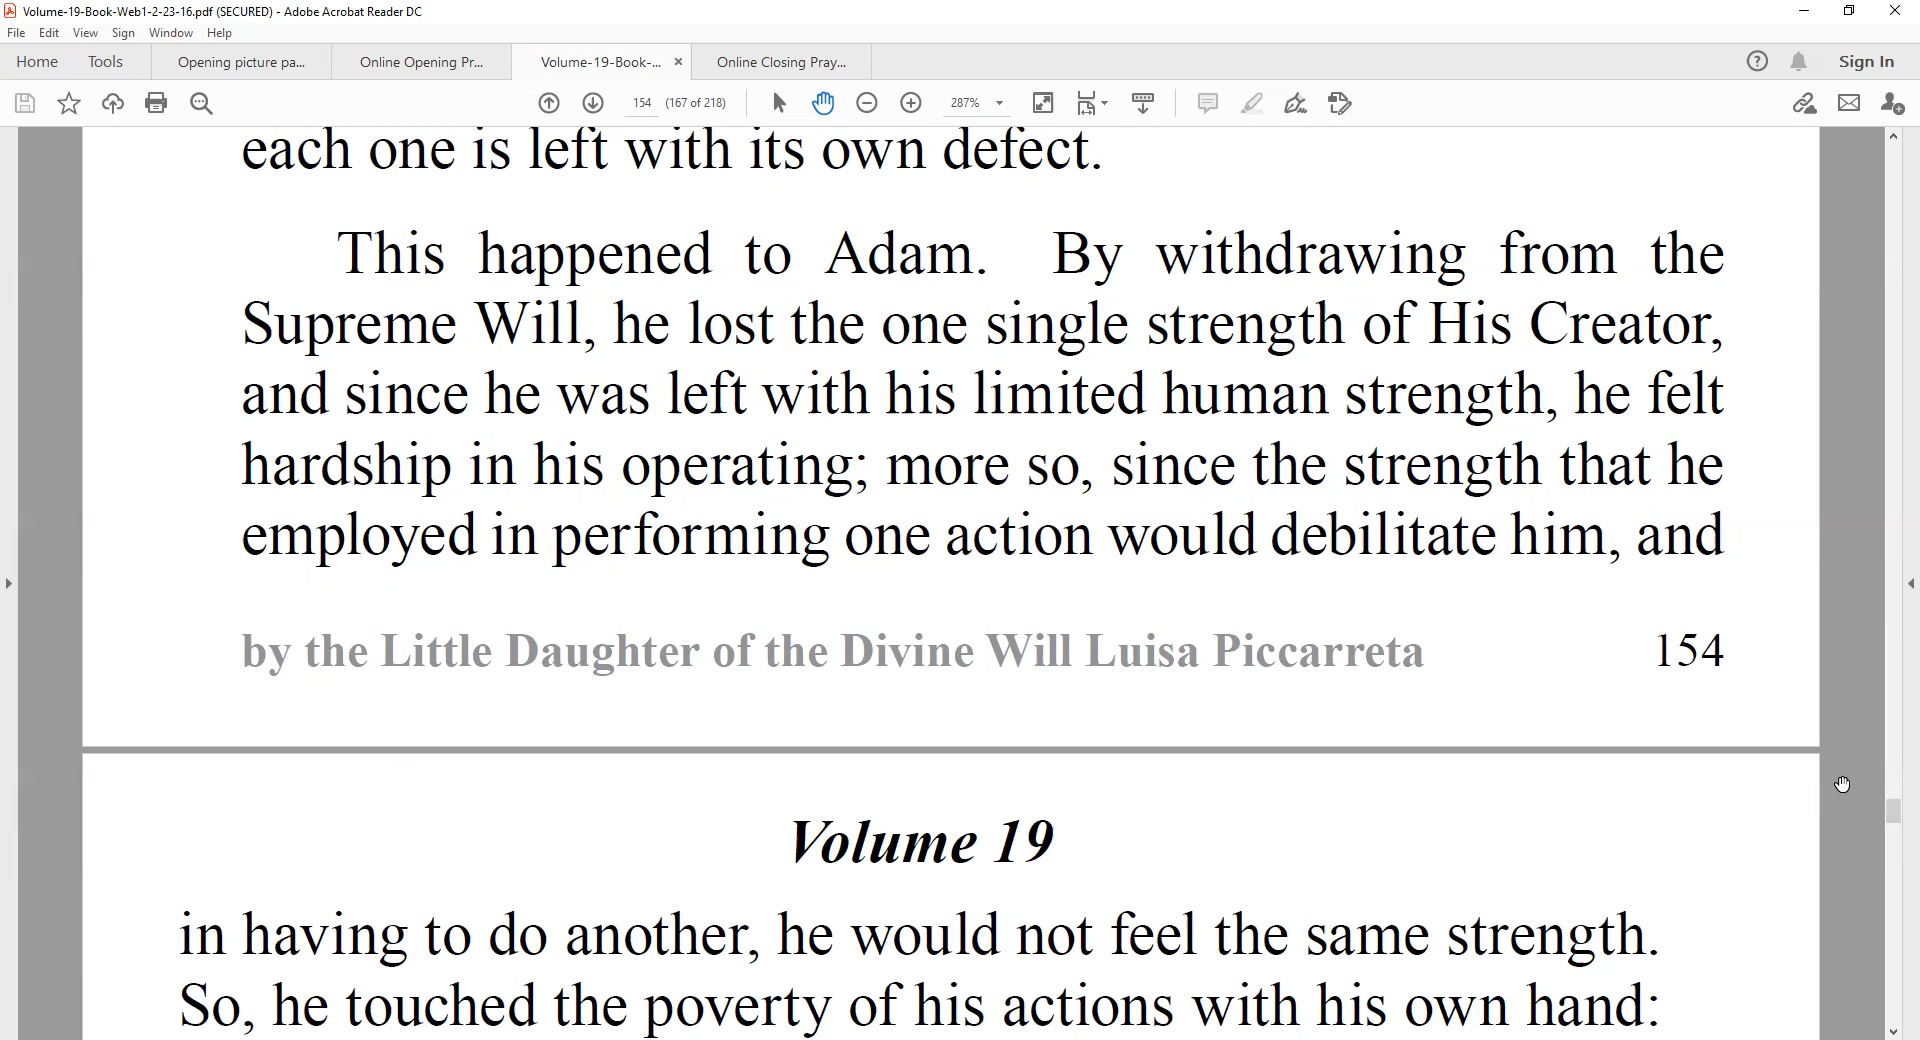 Volume-19-Book-Web1-2-23-16.pdf (SECURED) - Adobe Acrobat Reader DC
File Edit View Sign Window Help
Home Tools Opening picture pa... Online Opening Pr... Volume-19-Book-... × Online Closing Pray... Sign In
154 (167 of 218) 287%
each one is left with its own defect.
This happened to Adam. By withdrawing from the
Supreme Will, he lost the one single strength of His Creator,
and since he was left with his limited human strength, he felt
hardship in his operating; more so, since the strength that he
employed in performing one action would debilitate him, and
by the Little Daughter of the Divine Will Luisa Piccarreta 154
Volume 19
in having to do another, he would not feel the same strength.
So, he touched the poverty of his actions with his own hand: